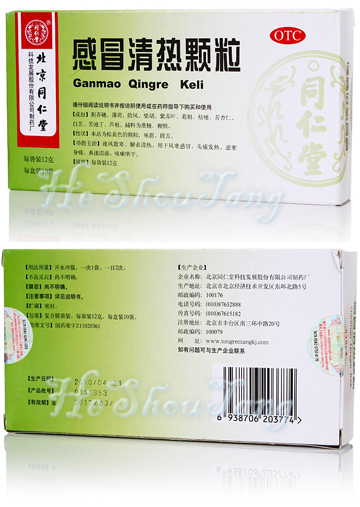 同仁堂
北京同仁堂
科技发展股份有限公司制药厂
感冒清热颗粒
OTC
Ganmao Qingre Keli
请仔细阅读说明书并按说明使用或在药师指导下购买和使用
[成份] 荆芥穗、薄荷、防风、柴胡、紫苏叶、葛根、桔梗、苦杏仁、
白芷、苦地丁、芦根。辅料为蔗糖、糊精。
[性状] 本品为棕黄色的颗粒；味甜、微苦。
[功能主治] 疏风散寒，解表清热。用于风寒感冒，头痛发热，恶寒
身痛，鼻流清涕，咳嗽咽干。
[规格] 每袋装12克
每袋装12克
每盒装10袋
同仁堂
He Shou Tang
[用法用量] 开水冲服。一次1袋，一日2次。
[不良反应] 尚不明确。
[禁忌] 尚不明确。
[注意事项] 详见说明书。
[贮藏] 密封。
[包装] 复合膜袋装。每袋装12克，每盒装10袋。
[批准文号] 国药准字Z11020361
[生产企业]
企业名称：北京同仁堂科技发展股份有限公司制药厂
生产地址：北京市北京经济技术开发区东环北路5号
邮政编码：100176
电话号码：(010)87632888
传真号码：(010)67615182
注册地址：北京市丰台区南三环中路20号
邮政编码：100079
网 址：www.tongrentangkj.com
如有问题可与生产企业联系
[生产日期] 2010/04/21
[产品批号]
[有效期]
6 938706 203774
He Shou Tang